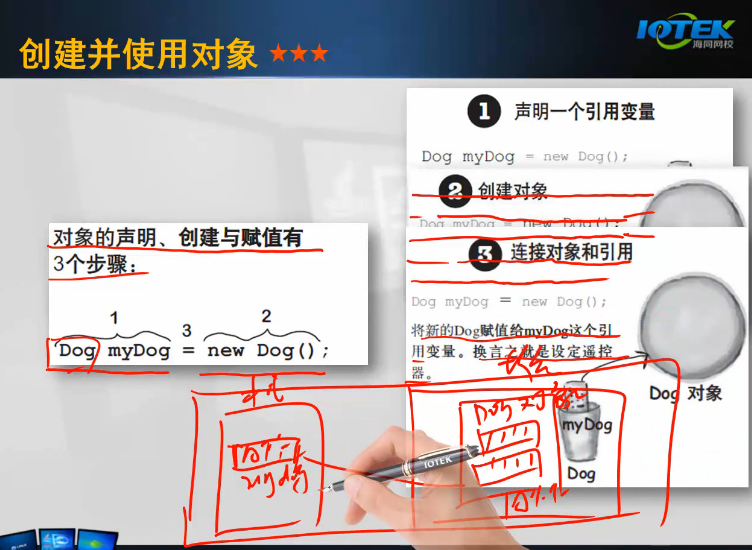 创建并使用对象 ★★★
IOTEK
海同网校
1 声明一个引用变量
Dog myDog = new Dog();
2 创建对象
Dog myDog = new Dog();
3 连接对象和引用
Dog myDog = new Dog();
将新的Dog赋值给myDog这个引
用变量。换言之就是设定遥控
器。
Dog 对象
myDog
Dog
对象的声明、创建与赋值有
3个步骤：
1 3 2
Dog myDog = new Dog();
IOTEK